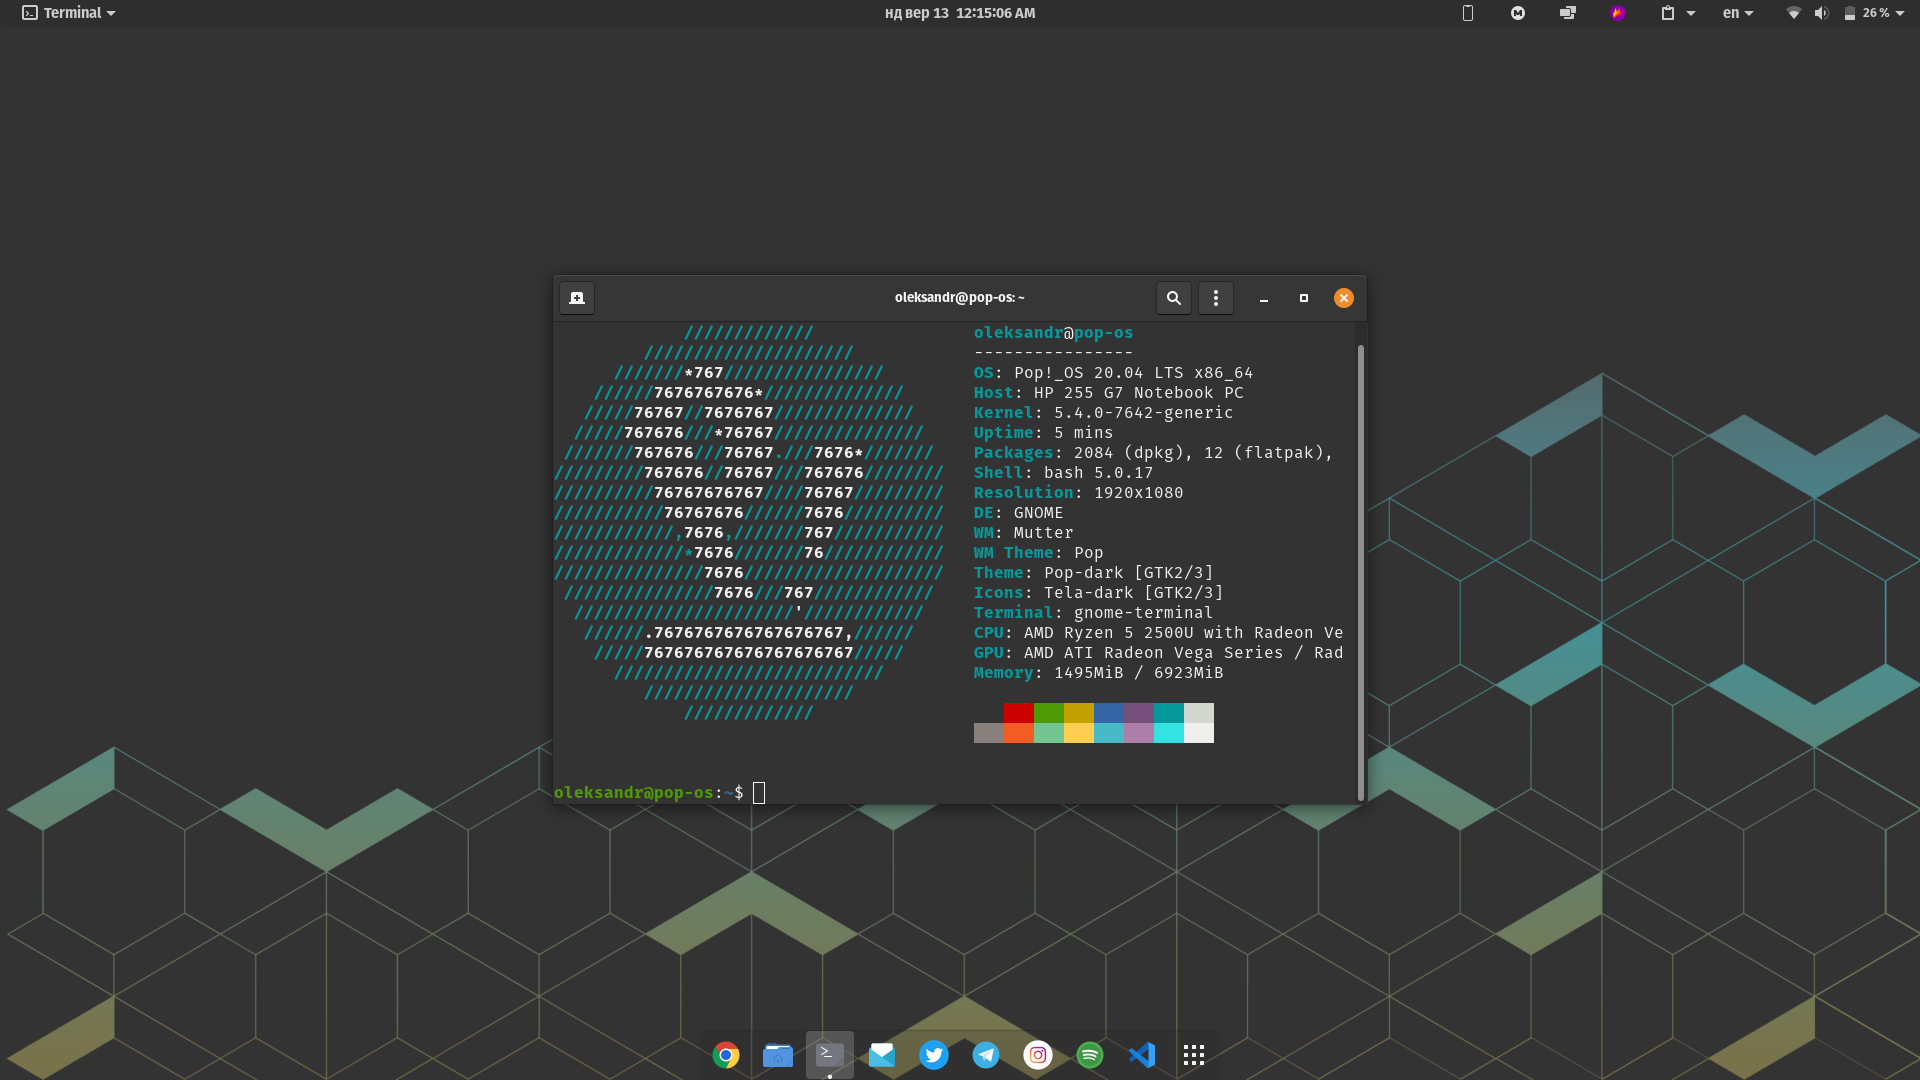 Terminal
нд вер 13 12:15:06 AM
en
26 %
oleksandr@pop-os: ~
/////////////
/////////////////////
///////*767////////////////
//////7676767676*//////////////
/////76767//7676767//////////////
/////767676///*76767///////////////
///////767676///76767.///7676*///////
/////////767676//76767///767676////////
//////////76767676767////76767/////////
///////////76767676//////7676//////////
////////////,7676,///////767///////////
/////////////*7676///////76////////////
///////////////7676////////////////////
///////////////7676///767////////////
//////////////////////'////////////
//////.7676767676767676767,//////
/////767676767676767676767/////
///////////////////////////
/////////////////////
/////////////
oleksandr@pop-os
----------------
OS: Pop!_OS 20.04 LTS x86_64
Host: HP 255 G7 Notebook PC
Kernel: 5.4.0-7642-generic
Uptime: 5 mins
Packages: 2084 (dpkg), 12 (flatpak),
Shell: bash 5.0.17
Resolution: 1920x1080
DE: GNOME
WM: Mutter
WM Theme: Pop
Theme: Pop-dark [GTK2/3]
Icons: Tela-dark [GTK2/3]
Terminal: gnome-terminal
CPU: AMD Ryzen 5 2500U with Radeon Ve
GPU: AMD ATI Radeon Vega Series / Rad
Memory: 1495MiB / 6923MiB
oleksandr@pop-os:~$